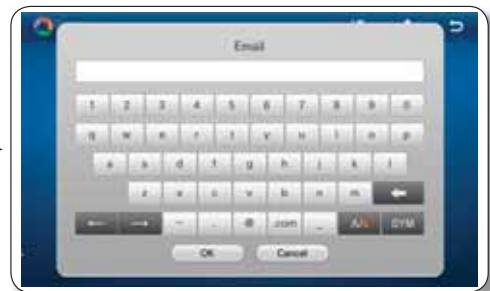 Email
1 2 3 4 5 6 7 8 9 0
q w e r t y u i o p
a s d f g h j k l
z x c v b n m
- . @ .com _ A/a SYM
OK Cancel